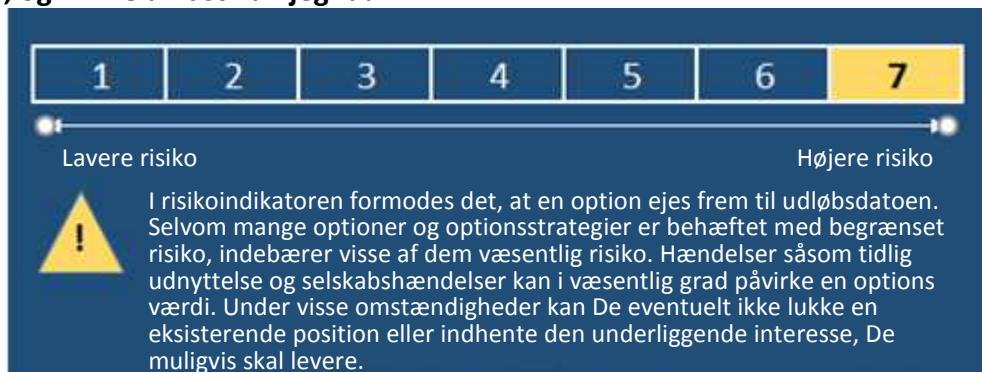 1 2 3 4 5 6 7
Lavere risiko Højere risiko
I risikoindikatoren formodes det, at en option ejes frem til udløbsdatoen.
Selvom mange optioner og optionsstrategier er behæftet med begrænset
risiko, indebærer visse af dem væsentlig risiko. Hændelser såsom tidlig
udnyttelse og selskabshændelser kan i væsentlig grad påvirke en options
værdi. Under visse omstændigheder kan De eventuelt ikke lukke en
eksisterende position eller indhente den underliggende interesse, De
muligvis skal levere.